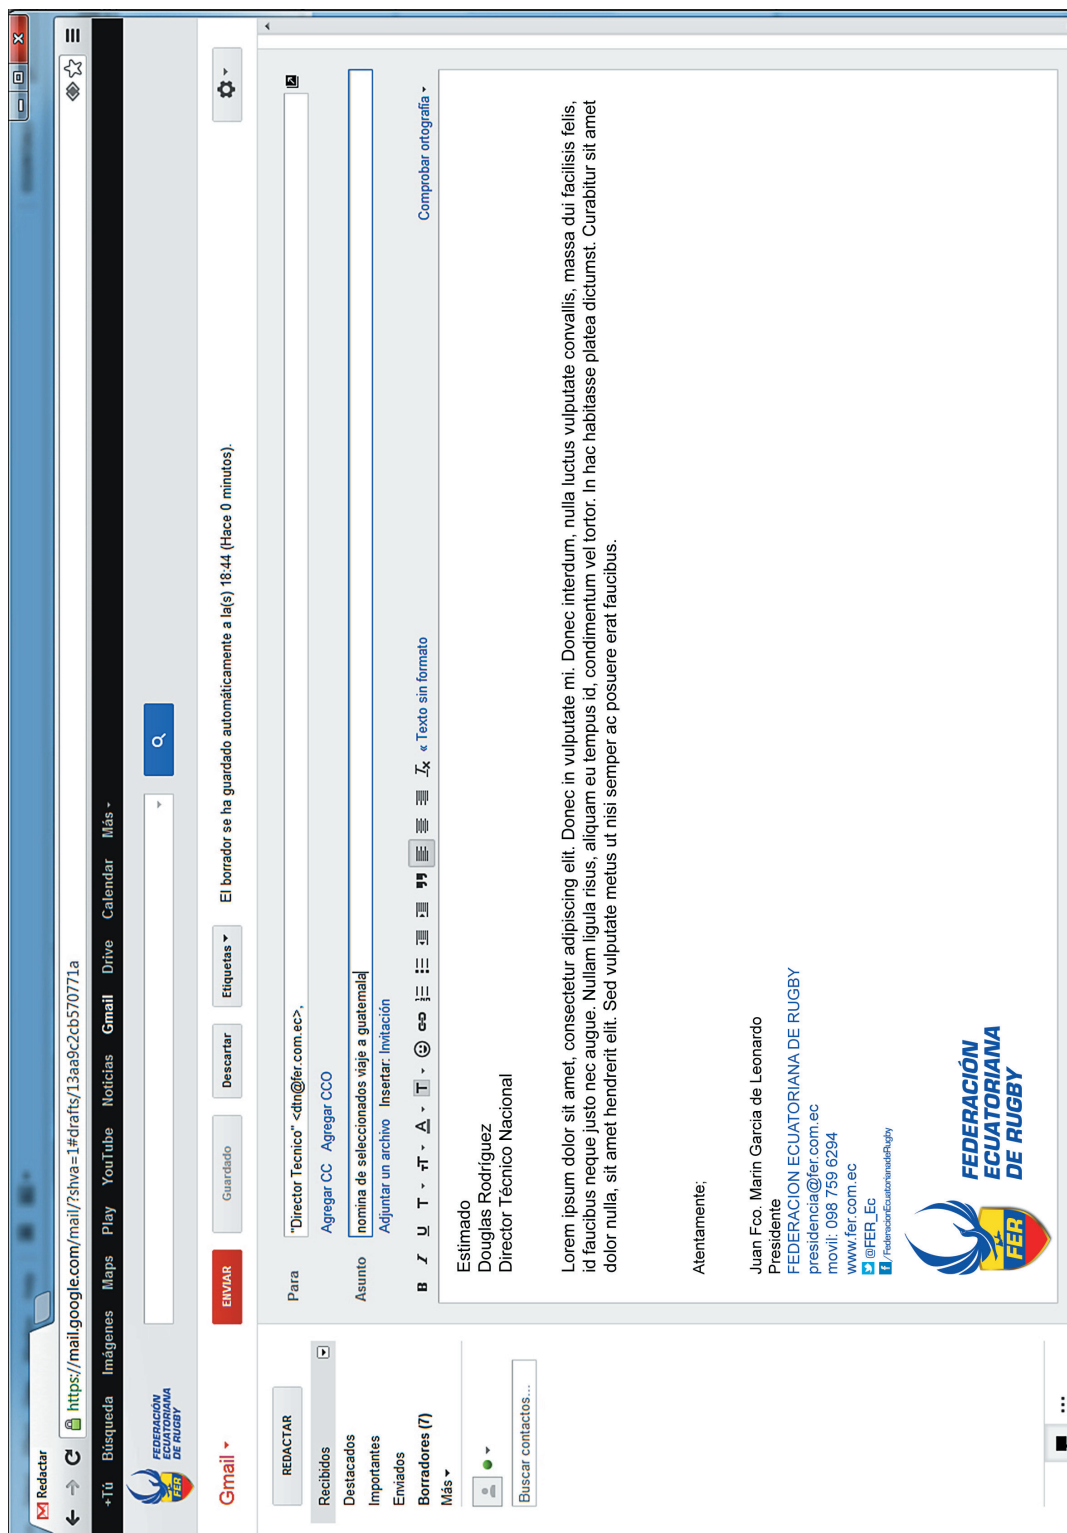 Redactar
https://mail.google.com/mail/?shva=1#drafts/13aa9c2cb570771a
+Tú Búsqueda Imágenes Maps Play YouTube Noticias Gmail Drive Calendar Más
FER
FEDERACIÓN
ECUATORIANA
DE RUGBY
Gmail
ENVIAR Guardado Descartar Etiquetas El borrador se ha guardado automáticamente a la(s) 18:44 (Hace 0 minutos).
REDACTAR
Recibidos
Destacados
Importantes
Enviados
Borradores (7)
Más
Buscar contactos...
Para "Director Tecnico" <dtn@fer.com.ec>,
Agregar CC Agregar CCO
Asunto nomina de seleccionados viaje a guatemala
Adjuntar un archivo Insertar: Invitación
B I U T T A T « Texto sin formato Comprobar ortografía
Estimado
Douglas Rodríguez
Director Técnico Nacional
Lorem ipsum dolor sit amet, consectetur adipiscing elit. Donec in vulputate mi. Donec interdum, nulla luctus vulputate convallis, massa dui facilisis felis,
id faucibus neque justo nec augue. Nullam ligula risus, aliquam eu tempus id, condimentum vel tortor. In hac habitasse platea dictumst. Curabitur sit amet
dolor nulla, sit amet hendrerit elit. Sed vulputate metus ut nisi semper ac posuere erat faucibus.
Atentamente;
Juan Fco. Marin Garcia de Leonardo
Presidente
FEDERACION ECUATORIANA DE RUGBY
presidencia@fer.com.ec
movil: 098 759 6294
www.fer.com.ec
@FER_Ec
/FederacionEcuatorianadeRugby
FER
FEDERACIÓN
ECUATORIANA
DE RUGBY